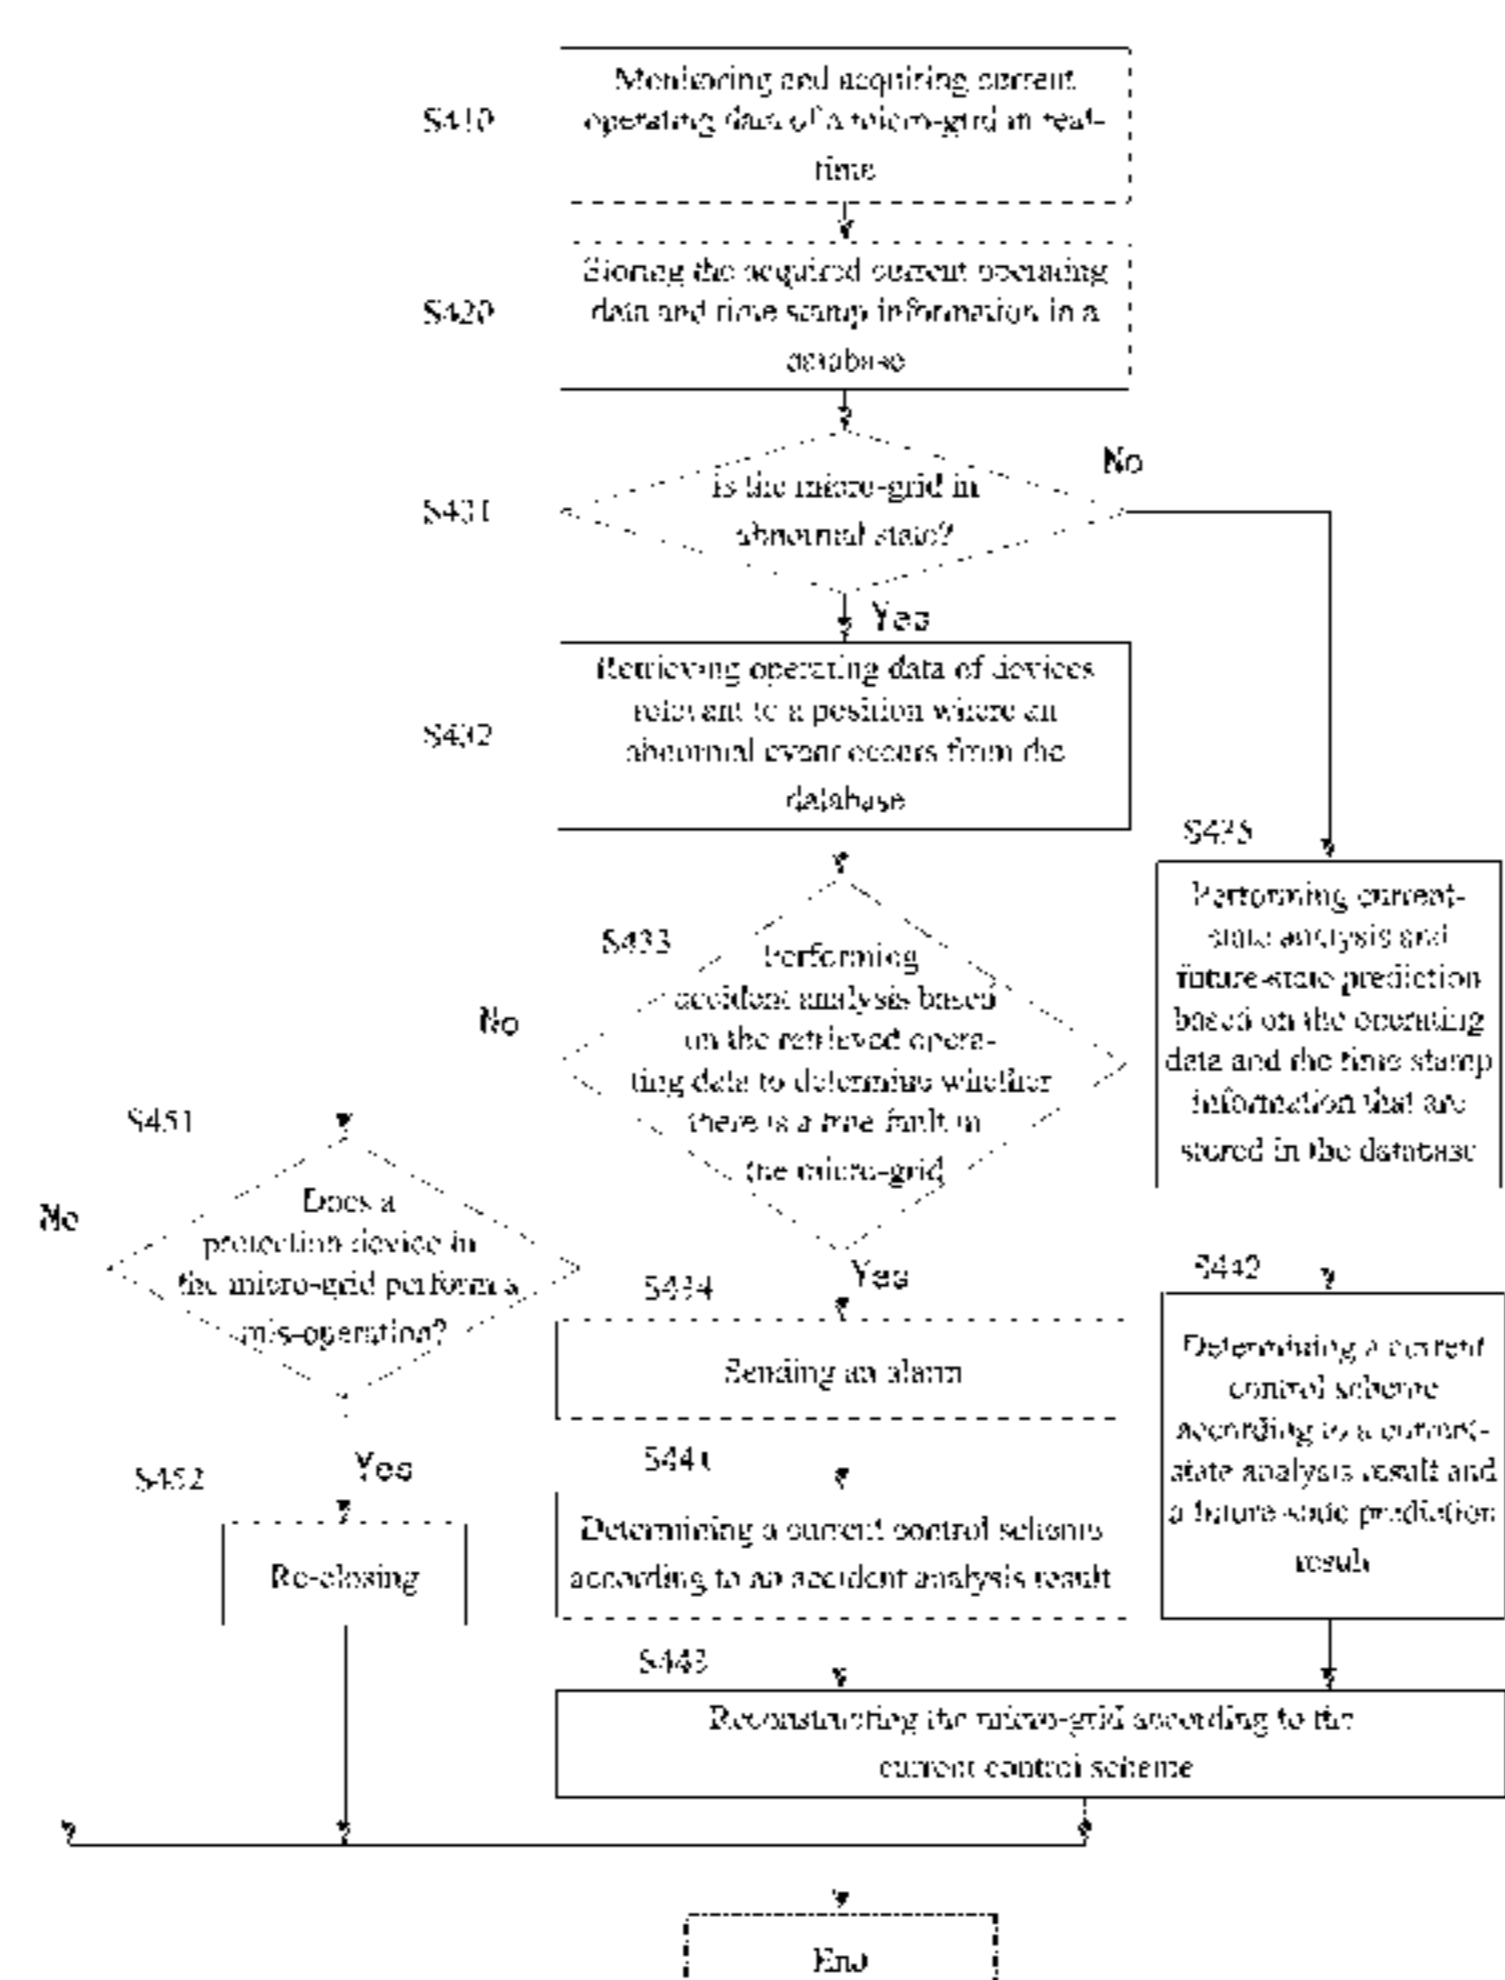 S410
Monitoring and acquiring current
operating data of a micro-grid in real-
time
S420
Storing the acquired current operating
data and time stamp information in a
database
S431
Is the micro-grid in
abnormal state?
No
Yes
S432
Retrieving operating data of devices
relevant to a position where an
abnormal event occurs from the
database
S433
Performing
accident analysis based
on the retrieved opera-
ting data to determine whether
there is a true fault in
the micro-grid
No
Yes
S435
Performing current-
state analysis and
future-state prediction
based on the operating
data and the time stamp
information that are
stored in the database
S451
Does a
protection device in
the micro-grid perform a
mis-operation?
No
Yes
S434
Sending an alarm
S442
Determining a current
control scheme
according to a current-
state analysis result and
a future-state prediction
result
S452
Re-closing
S441
Determining a current control scheme
according to an accident analysis result
S443
Reconstructing the micro-grid according to the
current control scheme
End